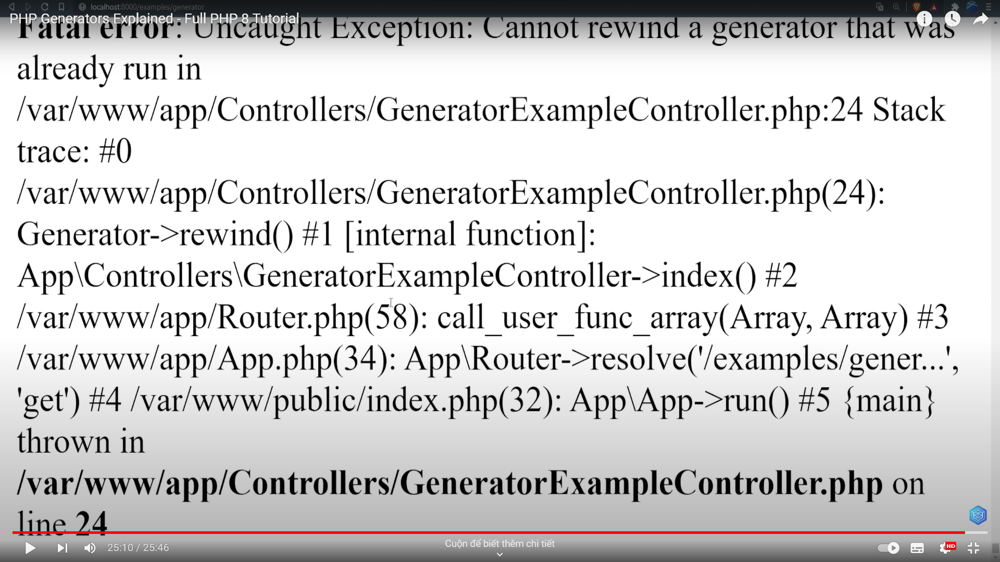 localhost:8000/examples/generator
PHP Generators Explained - Full PHP 8 Tutorial
Fatal error: Uncaught Exception: Cannot rewind a generator that was
already run in
/var/www/app/Controllers/GeneratorExampleController.php:24 Stack
trace: #0
/var/www/app/Controllers/GeneratorExampleController.php(24):
Generator->rewind() #1 [internal function]:
App\Controllers\GeneratorExampleController->index() #2
/var/www/app/Router.php(58): call_user_func_array(Array, Array) #3
/var/www/app/App.php(34): App\Router->resolve('/examples/gener...',
'get') #4 /var/www/public/index.php(32): App\App->run() #5 {main}
thrown in
/var/www/app/Controllers/GeneratorExampleController.php on
line 24
25:10 / 25:46
Cuộn để biết thêm chi tiết
HD